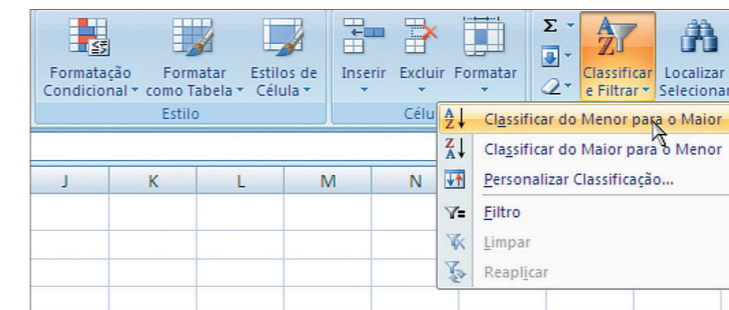 Σ
Formatação Formatar Estilos de Inserir Excluir Formatar Classificar Localizar
Condicional como Tabela Célula e Filtrar Selecionar
Estilo Célu
Classificar do Menor para o Maior
Classificar do Maior para o Menor
Personalizar Classificação...
Filtro
Limpar
Reaplicar
J K L M N